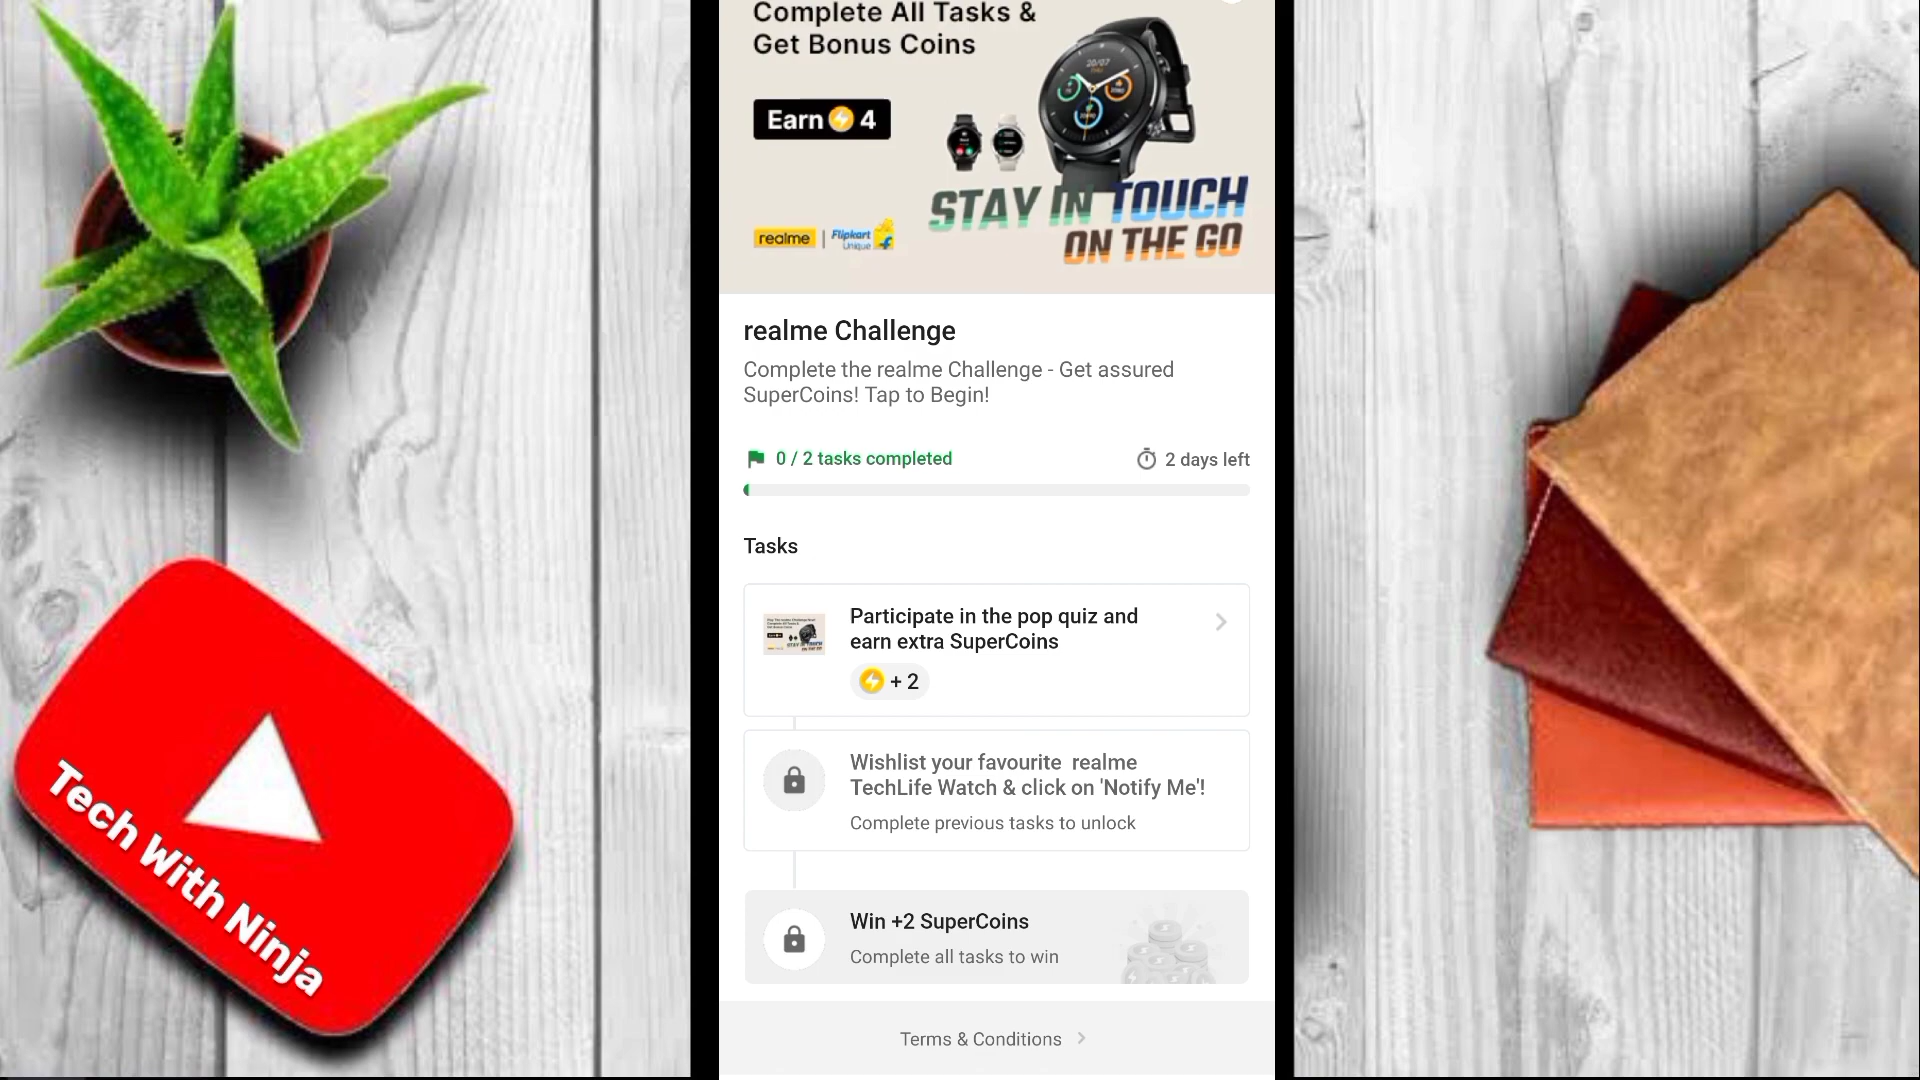 Complete All Tasks &
Get Bonus Coins
Earn 4
realme | Flipkart
Unique
STAY IN TOUCH
ON THE GO
realme Challenge
Complete the realme Challenge - Get assured
SuperCoins! Tap to Begin!
0 / 2 tasks completed
2 days left
Tasks
Participate in the pop quiz and
earn extra SuperCoins
+ 2
Wishlist your favourite realme
TechLife Watch & click on 'Notify Me'!
Complete previous tasks to unlock
Win +2 SuperCoins
Complete all tasks to win
Terms & Conditions
Tech With Ninja